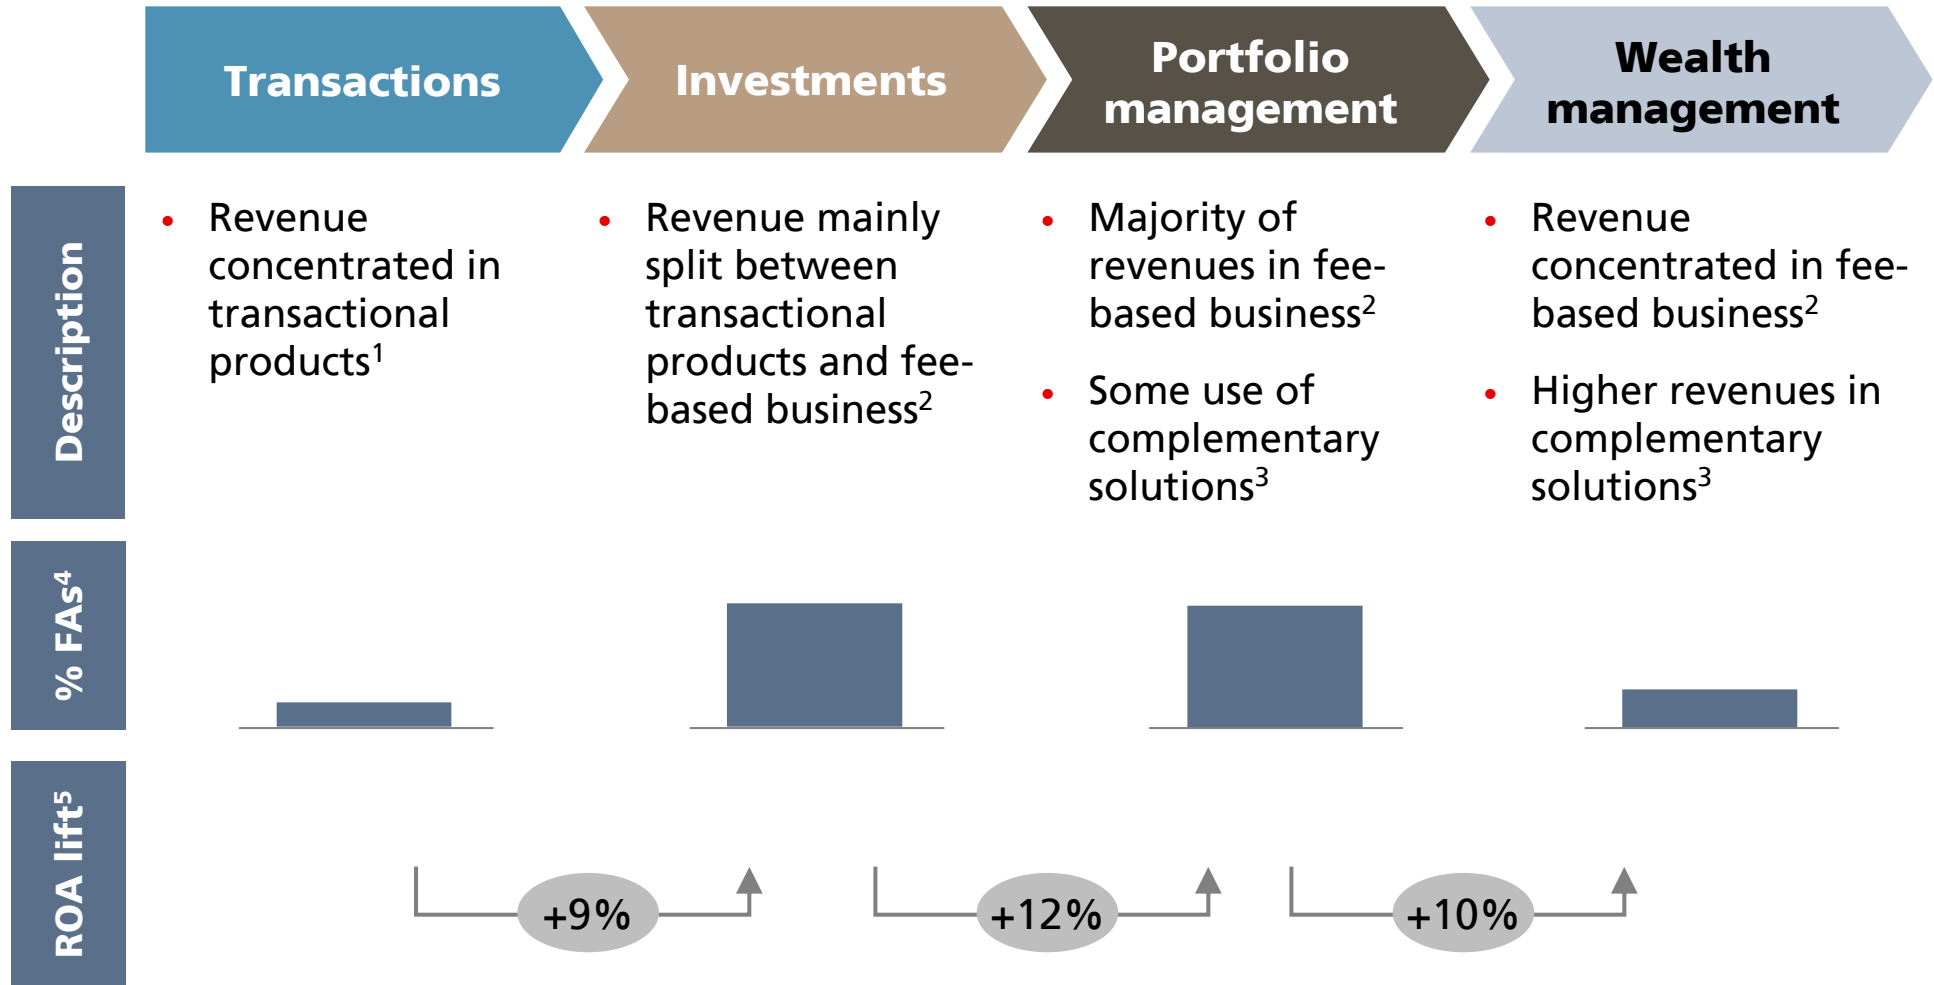 Transactions
Investments
Portfolio
management
Wealth
management
Description
• Revenue
concentrated in
transactional
products¹
• Revenue mainly
split between
transactional
products and fee-
based business²
• Majority of
revenues in fee-
based business²
• Some use of
complementary
solutions³
• Revenue
concentrated in fee-
based business²
• Higher revenues in
complementary
solutions³
% FAs⁴
ROA lift⁵
+9%
+12%
+10%